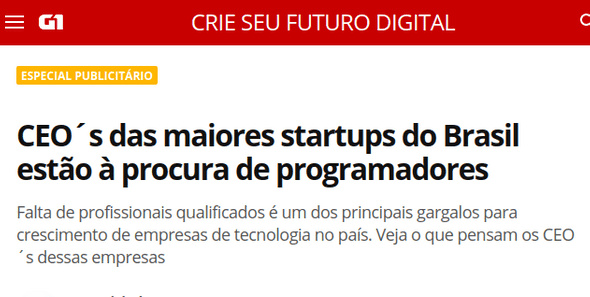 G1 CRIE SEU FUTURO DIGITAL
ESPECIAL PUBLICITÁRIO
CEO´s das maiores startups do Brasil
estão à procura de programadores
Falta de profissionais qualificados é um dos principais gargalos para
crescimento de empresas de tecnologia no país. Veja o que pensam os CEO
´s dessas empresas